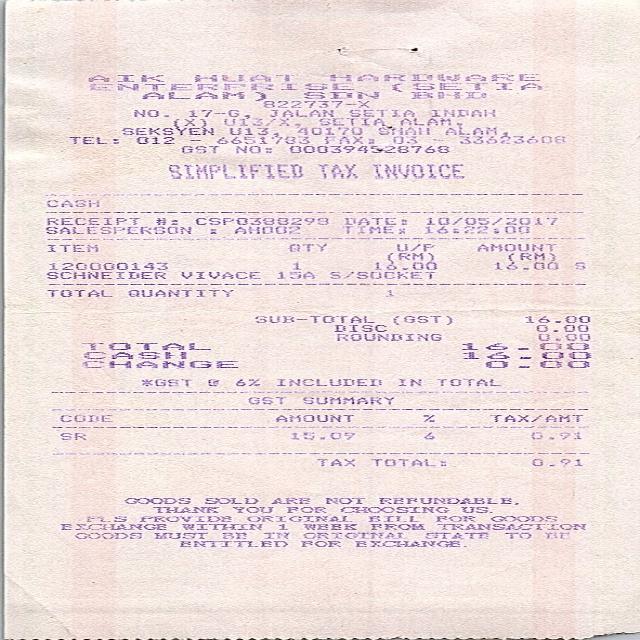 AIK HUAT HARDWARE
ENTERPRISE (SETIA
ALAM) SDN BHD
822737-X
NO. 17-G, JALAN SETIA INDAH
(X) U13/X, SETIA ALAM,
SEKSYEN U13, 40170 SHAH ALAM,
TEL: 012 - 6651783 FAX: 03 - 33623608
GST NO: 000394528768
SIMPLIFIED TAX INVOICE
CASH
RECEIPT #: CSP0388298 DATE: 10/05/2017
SALESPERSON : AH002 TIME: 16:22:00
ITEM QTY U/P AMOUNT
(RM) (RM)
120000143 1 16.00 16.00 S
SCHNEIDER VIVACE 15A S/SOCKET
TOTAL QUANTITY 1
SUB-TOTAL (GST) 16.00
DISC 0.00
ROUNDING 0.00
TOTAL 16.00
CASH 16.00
CHANGE 0.00
*GST @ 6% INCLUDED IN TOTAL
GST SUMMARY
CODE AMOUNT % TAX/AMT
SR 15.09 6 0.91
TAX TOTAL: 0.91
GOODS SOLD ARE NOT REFUNDABLE,
THANK YOU FOR CHOOSING US.
PLS PROVIDE ORIGINAL BILL FOR GOODS
EXCHANGE WITHIN 1 WEEK FROM TRANSACTION
GOODS MUST BE IN ORIGINAL STATE TO BE
ENTITLED FOR EXCHANGE.